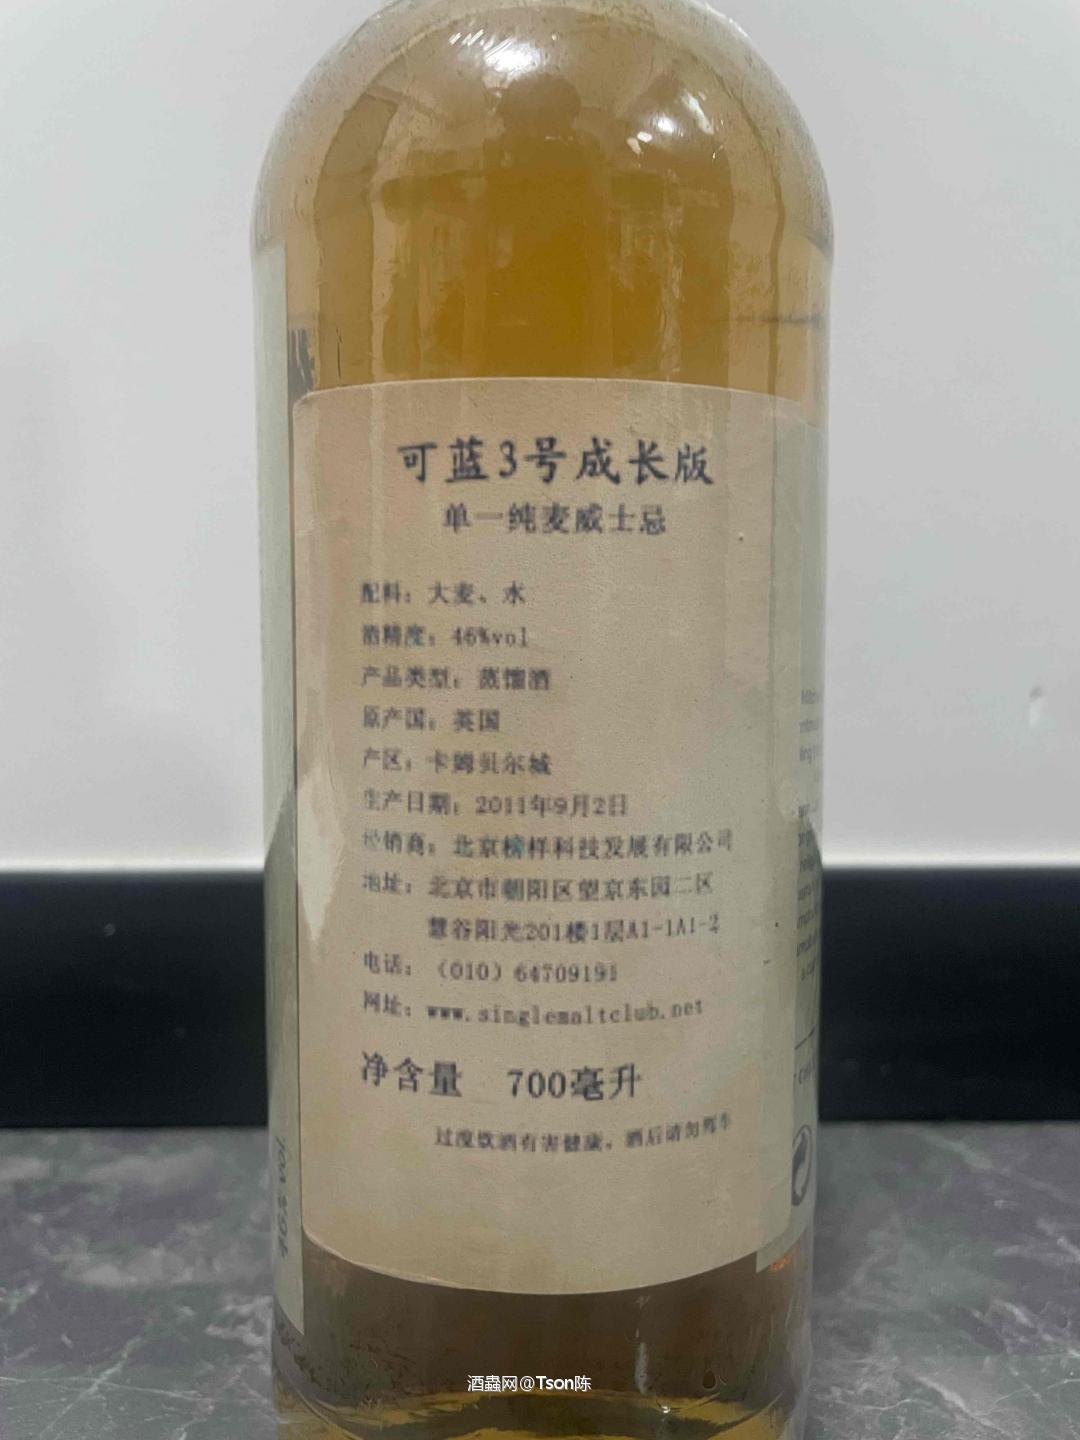 可蓝3号成长版
单一纯麦威士忌
配料：大麦、水
酒精度：46%vol
产品类型：蒸馏酒
原产国：英国
产区：卡姆贝尔城
生产日期：2011年9月2日
经销商：北京榜样科技发展有限公司
地址：北京市朝阳区望京东园二区
慧谷阳光201楼1层A1-1A1-2
电话：（010）64709191
网址：www.singlemaltclub.net
净含量 700毫升
过度饮酒有害健康，酒后请勿驾车
46%vol
酒蟲网@Tson陈